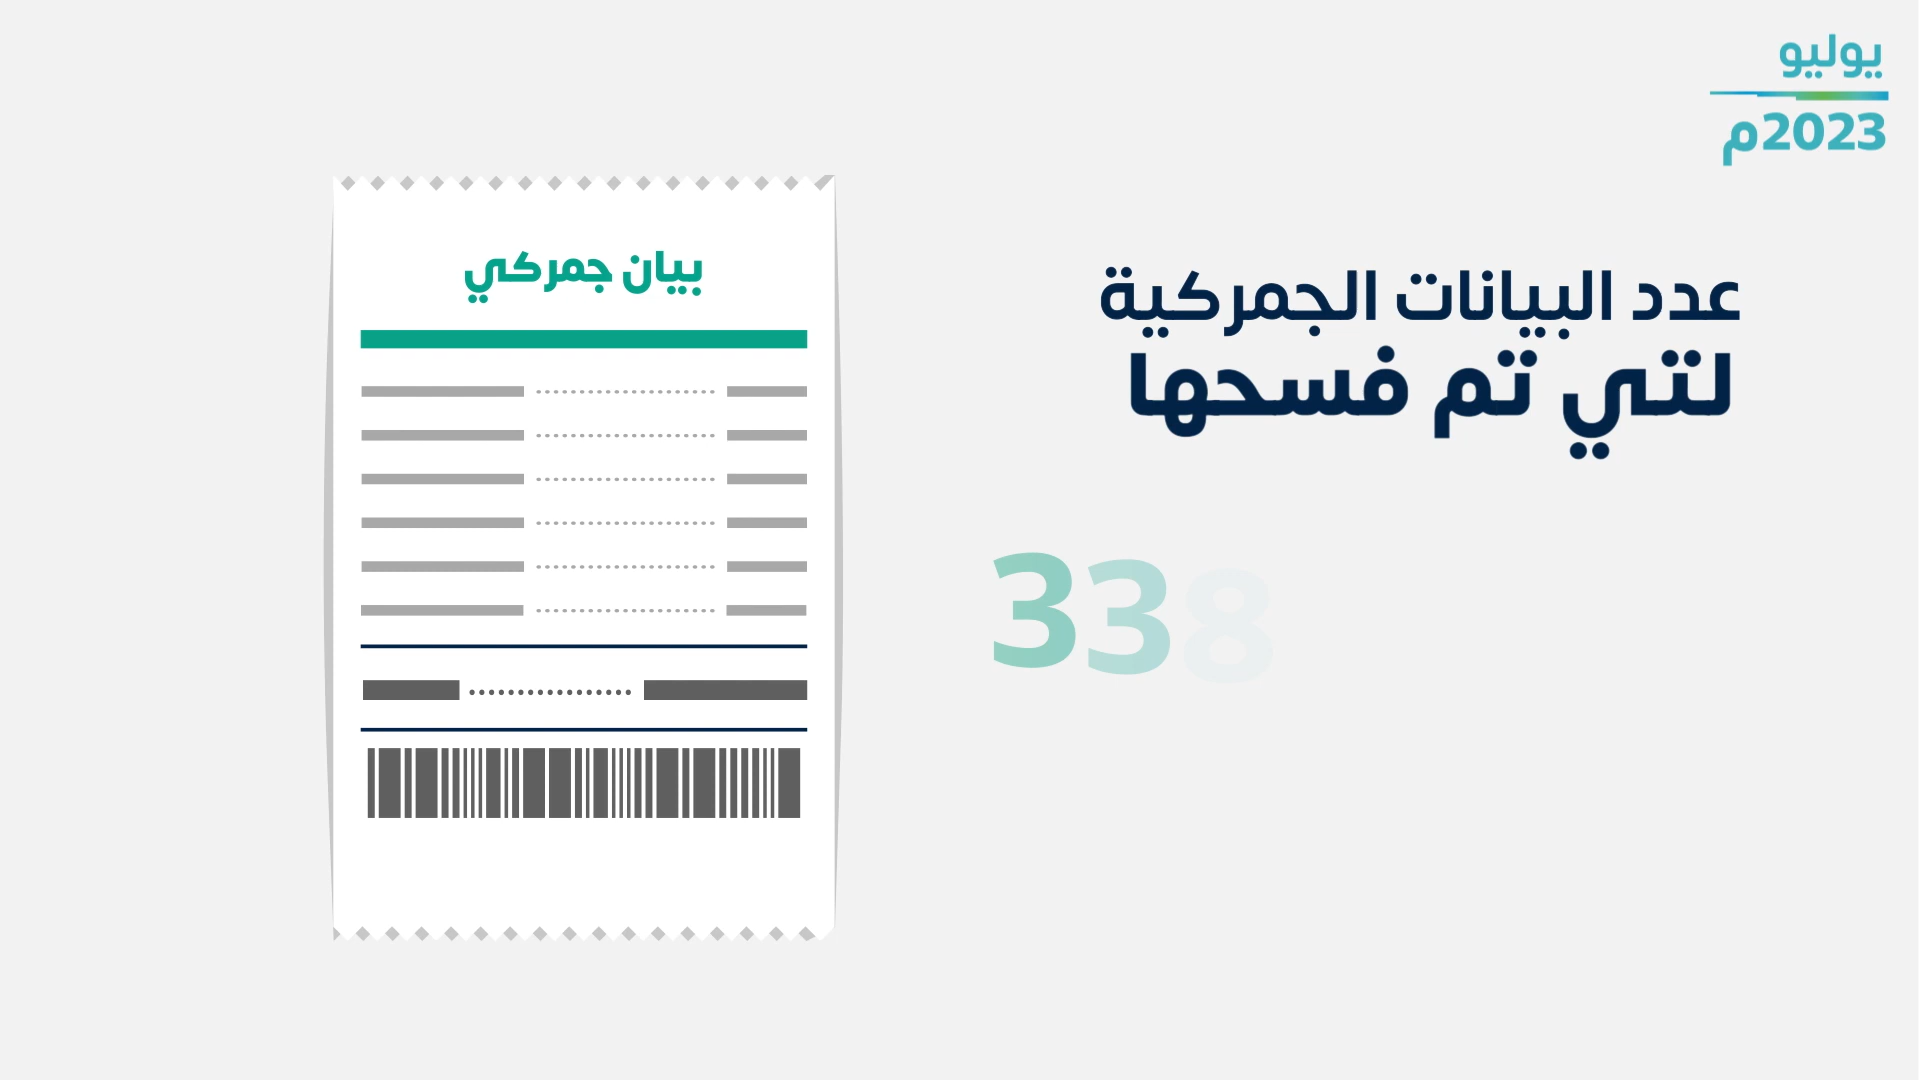 يوليو
2023م
عدد البيانات الجمركية
لتي تم فسحها
338
بيان جمركي